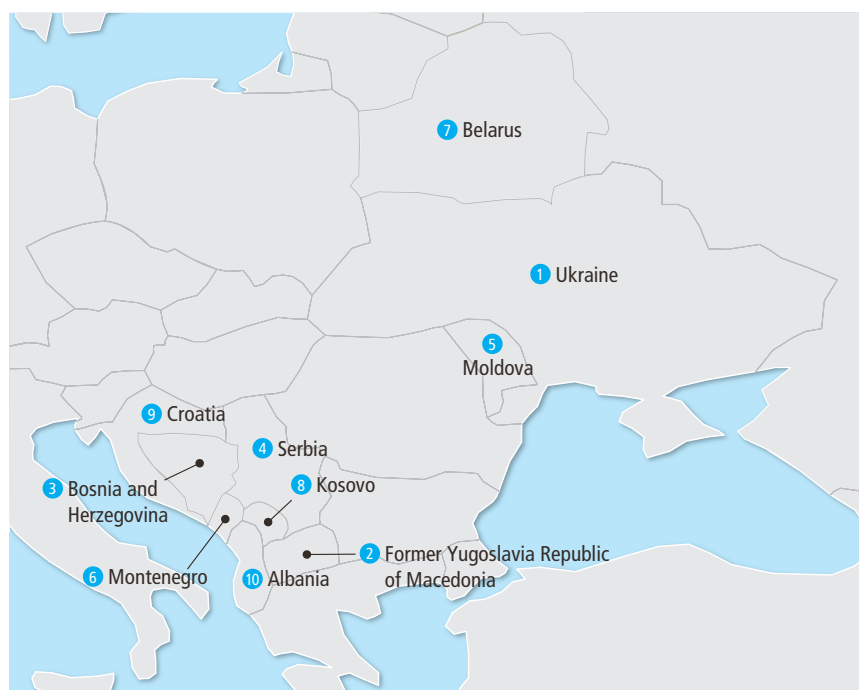 7 Belarus
1 Ukraine
5
Moldova
9 Croatia
4 Serbia
8 Kosovo
3 Bosnia and
Herzegovina
2 Former Yugoslavia Republic
of Macedonia
6 Montenegro
10 Albania